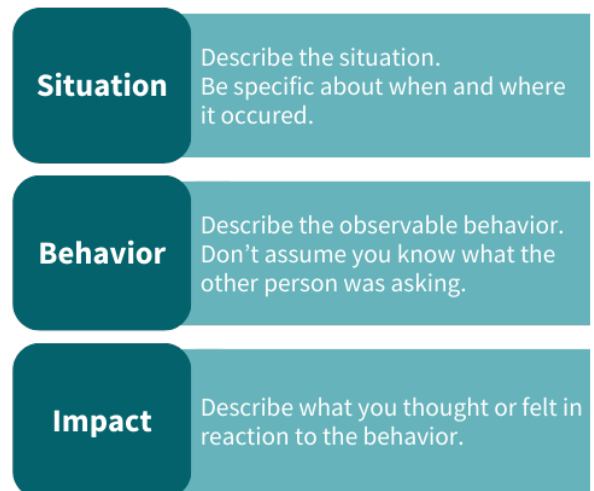 Situation
Describe the situation.
Be specific about when and where
it occured.
Behavior
Describe the observable behavior.
Don’t assume you know what the
other person was asking.
Impact
Describe what you thought or felt in
reaction to the behavior.